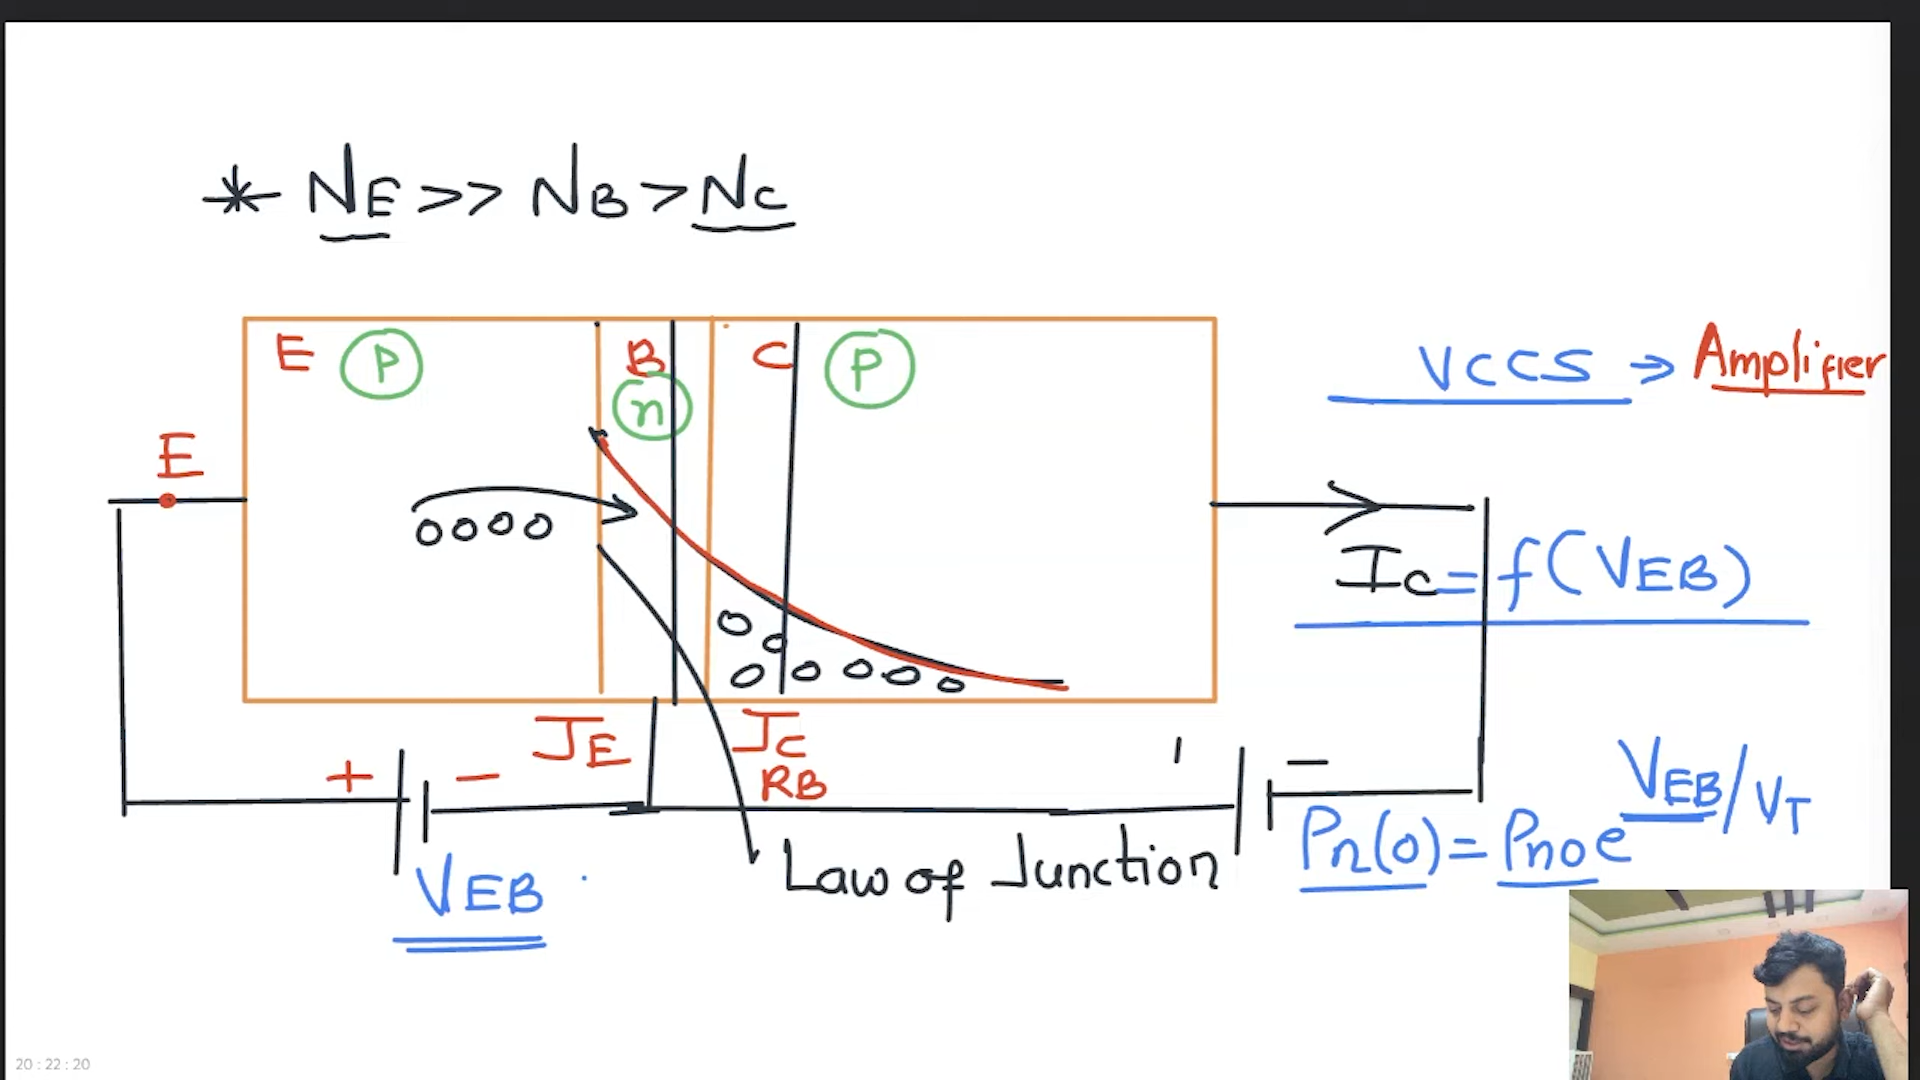 * NE >> NB > NC
E P B C P
n
VCCS → Amplifier
E
oooo
IC = f(VEB)
JE JC
+ - RB -
Pn(0) = Pnoe VEB/VT
VEB Law of Junction
20 : 22 : 20